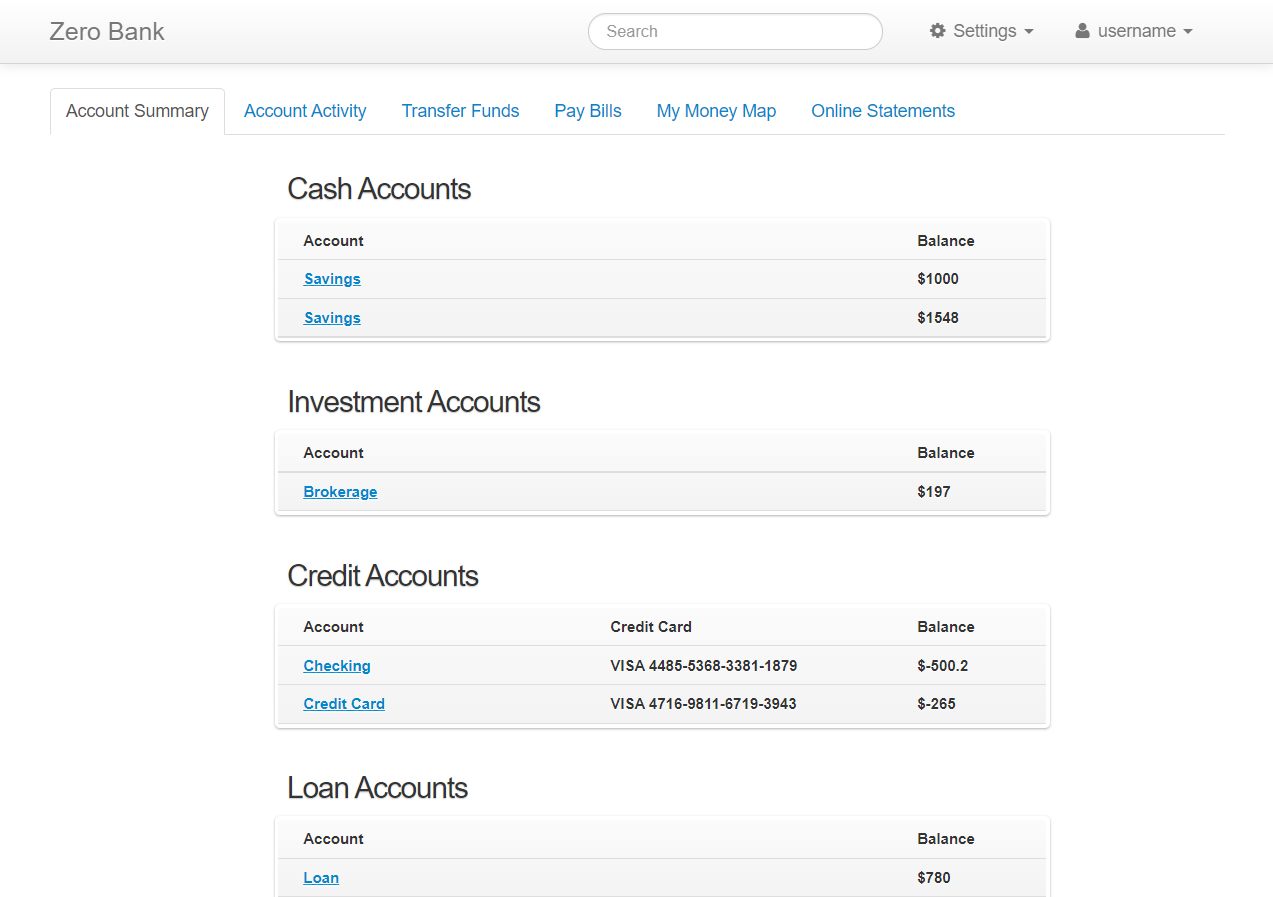 Zero Bank Search Settings username
Account Summary Account Activity Transfer Funds Pay Bills My Money Map Online Statements
Cash Accounts
Account Balance
Savings $1000
Savings $1548
Investment Accounts
Account Balance
Brokerage $197
Credit Accounts
Account Credit Card Balance
Checking VISA 4485-5368-3381-1879 $-500.2
Credit Card VISA 4716-9811-6719-3943 $-265
Loan Accounts
Account Balance
Loan $780